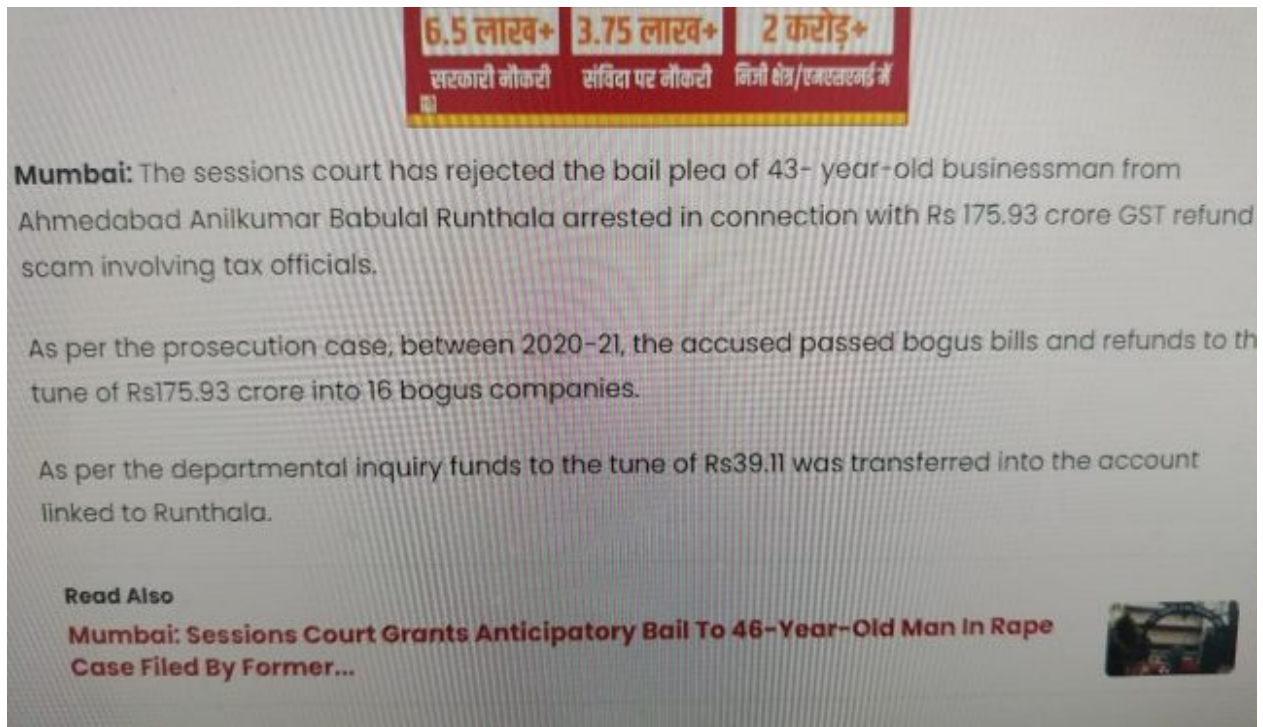 6.5 लाख+ 3.75 लाख+ 2 करोड़+
सरकारी नौकरी संविदा पर नौकरी निजी क्षेत्र/एमएसएमई में
Mumbai: The sessions court has rejected the bail plea of 43- year-old businessman from
Ahmedabad Anilkumar Babulal Runthala arrested in connection with Rs 175.93 crore GST refund
scam involving tax officials.
As per the prosecution case, between 2020-21, the accused passed bogus bills and refunds to th
tune of Rs175.93 crore into 16 bogus companies.
As per the departmental inquiry funds to the tune of Rs39.11 was transferred into the account
linked to Runthala.
Read Also
Mumbai: Sessions Court Grants Anticipatory Bail To 46-Year-Old Man In Rape
Case Filed By Former...